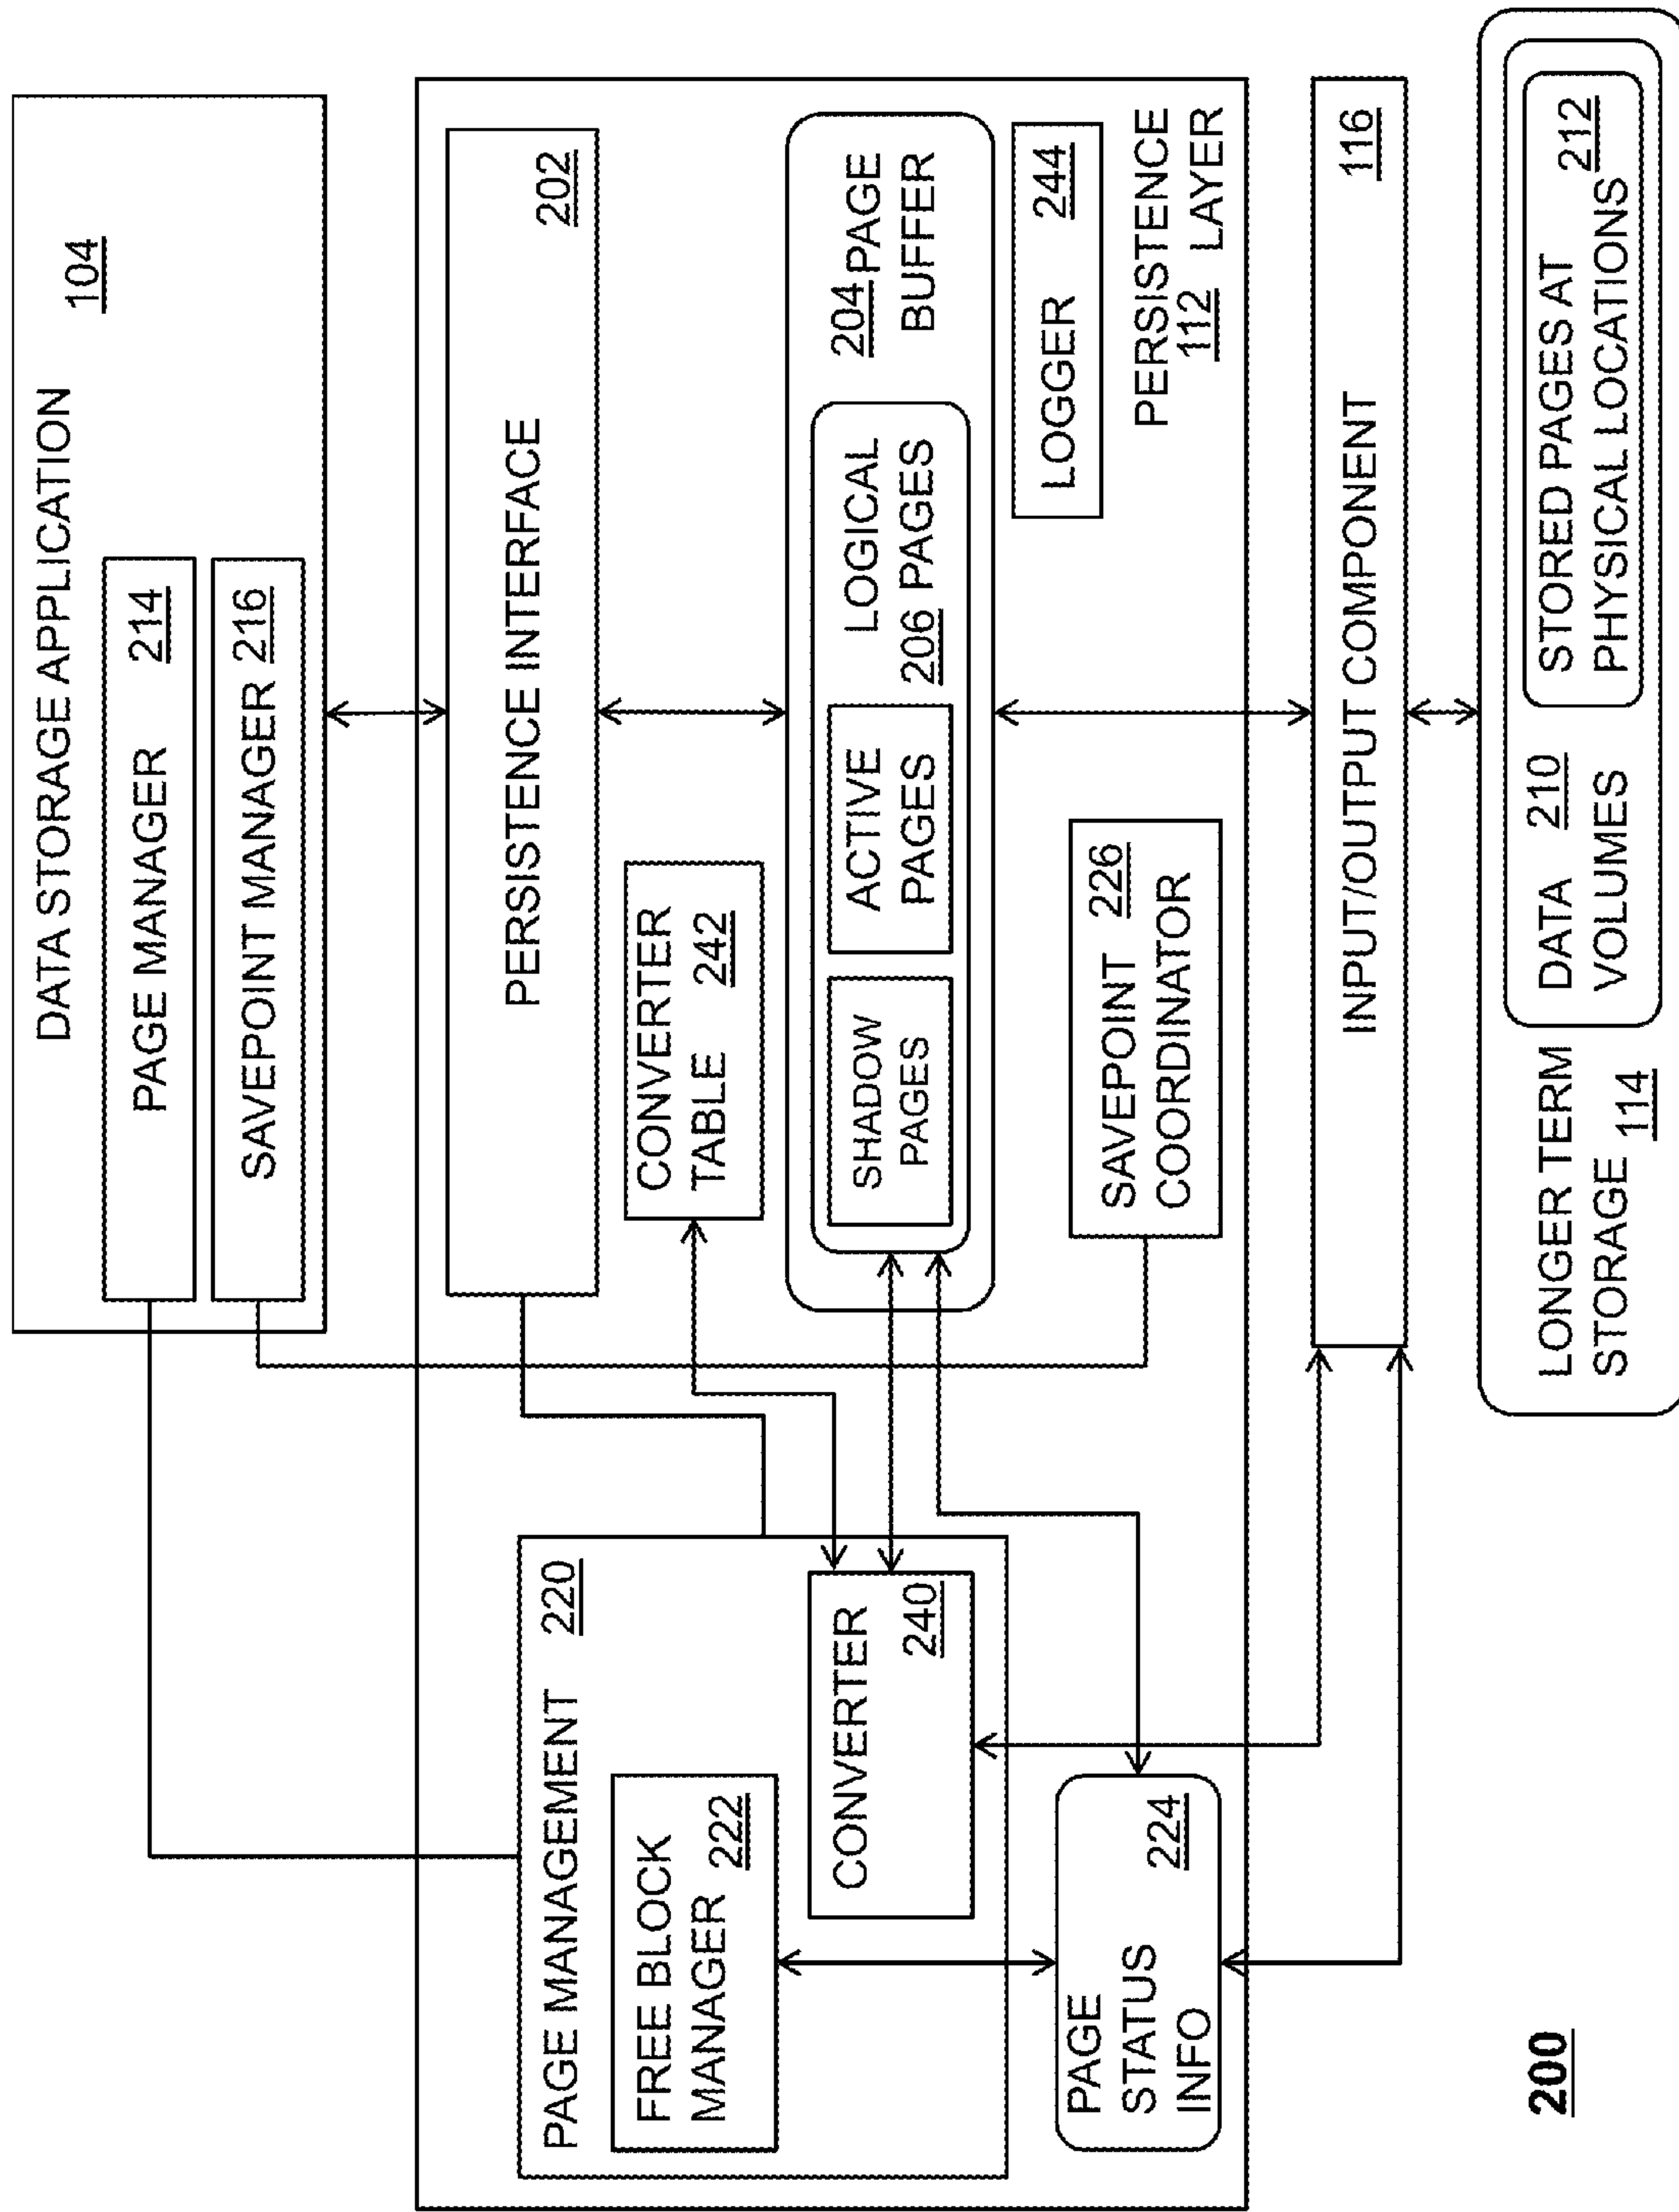 DATA STORAGE APPLICATION
104
PAGE MANAGER 214
SAVEPOINT MANAGER 216
PERSISTENCE INTERFACE 202
PAGE MANAGEMENT 220
FREE BLOCK
MANAGER 222
CONVERTER
240
CONVERTER
TABLE 242
SHADOW
PAGES
ACTIVE
PAGES
LOGICAL
206 PAGES
204 PAGE
BUFFER
PAGE
STATUS
INFO
224
SAVEPOINT 226
COORDINATOR
LOGGER 244
PERSISTENCE
112 LAYER
INPUT/OUTPUT COMPONENT 116
LONGER TERM
STORAGE 114
DATA 210
VOLUMES
STORED PAGES AT
212
PHYSICAL LOCATIONS
200